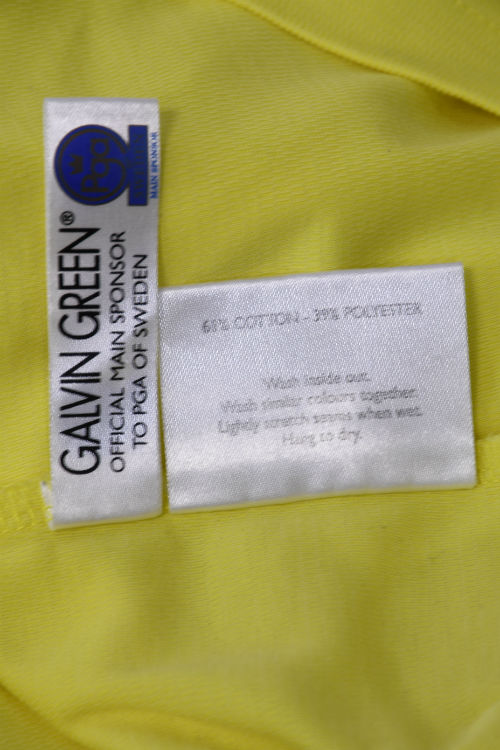 GALVIN GREEN®
OFFICIAL MAIN SPONSOR
TO PGA OF SWEDEN
PGA
MAIN SPONSOR
61% COTTON - 39% POLYESTER
Wash inside out.
Wash similar colours together.
Lightly stretch seams when wet.
Hang to dry.